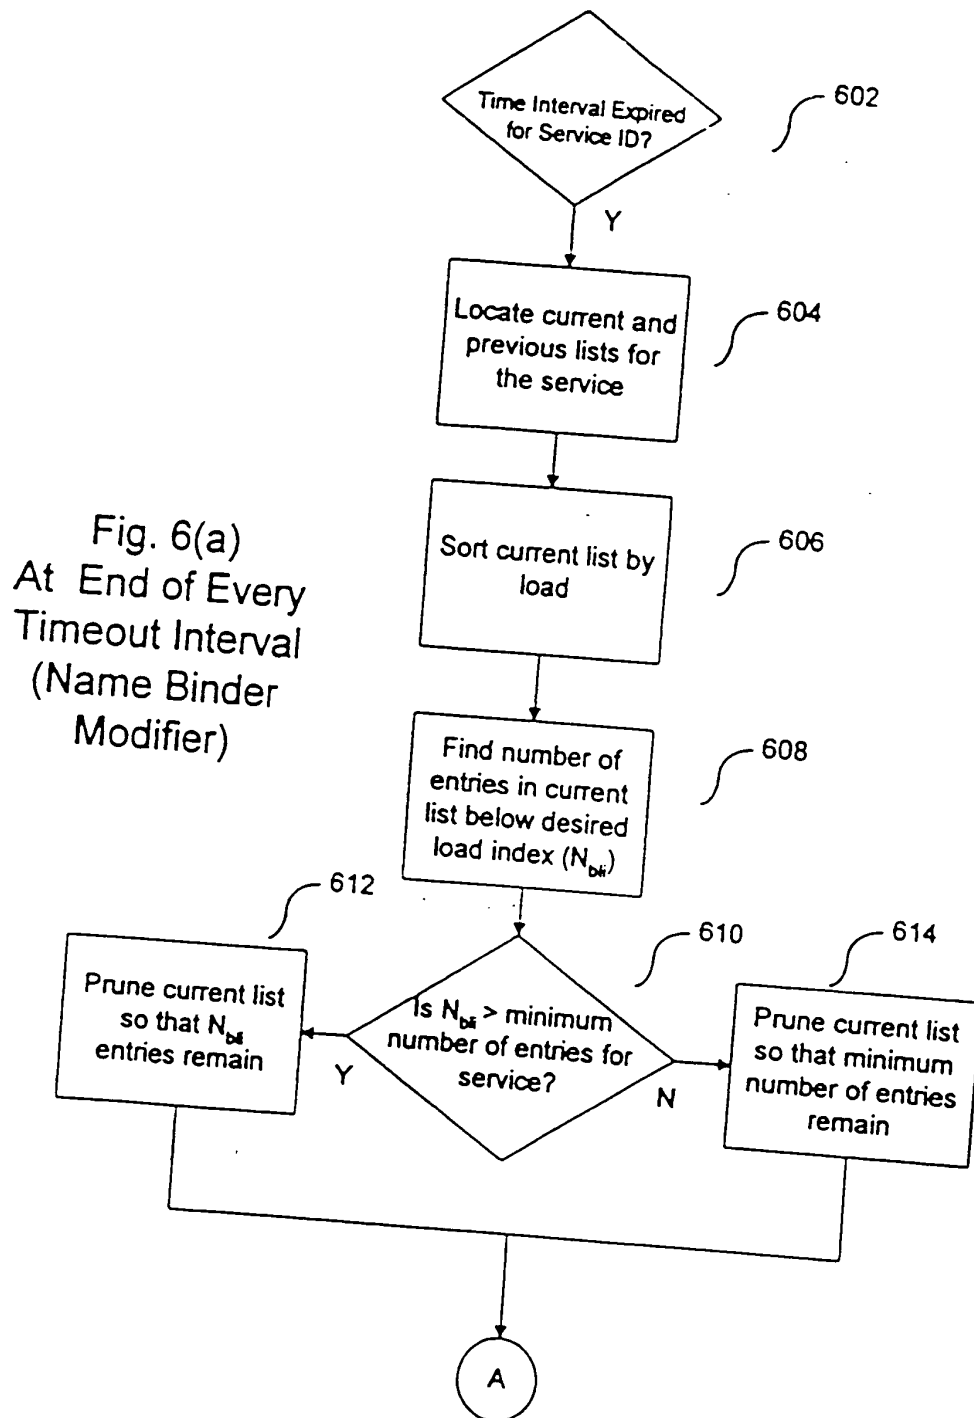 Time Interval Expired
for Service ID?
602
Y
Locate current and
previous lists for
the service
604
Sort current list by
load
606
Fig. 6(a)
At End of Every
Timeout Interval
(Name Binder
Modifier)
Find number of
entries in current
list below desired
load index (Nbli)
608
612
610
614
Prune current list
so that Nbli
entries remain
Is Nbli > minimum
number of entries for
service?
Y
N
Prune current list
so that minimum
number of entries
remain
A